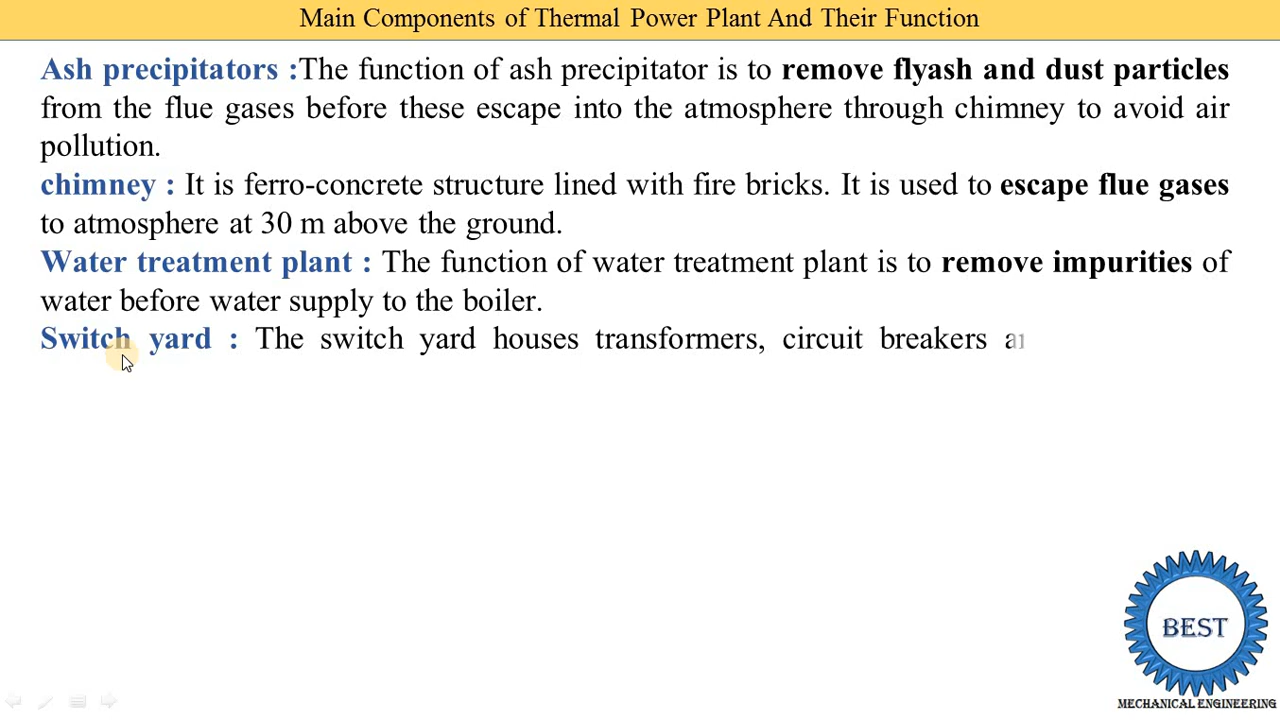 Main Components of Thermal Power Plant And Their Function
Ash precipitators :The function of ash precipitator is to remove flyash and dust particles
from the flue gases before these escape into the atmosphere through chimney to avoid air
pollution.
chimney : It is ferro-concrete structure lined with fire bricks. It is used to escape flue gases
to atmosphere at 30 m above the ground.
Water treatment plant : The function of water treatment plant is to remove impurities of
water before water supply to the boiler.
Switch yard : The switch yard houses transformers, circuit breakers
BEST
MECHANICAL ENGINEERING